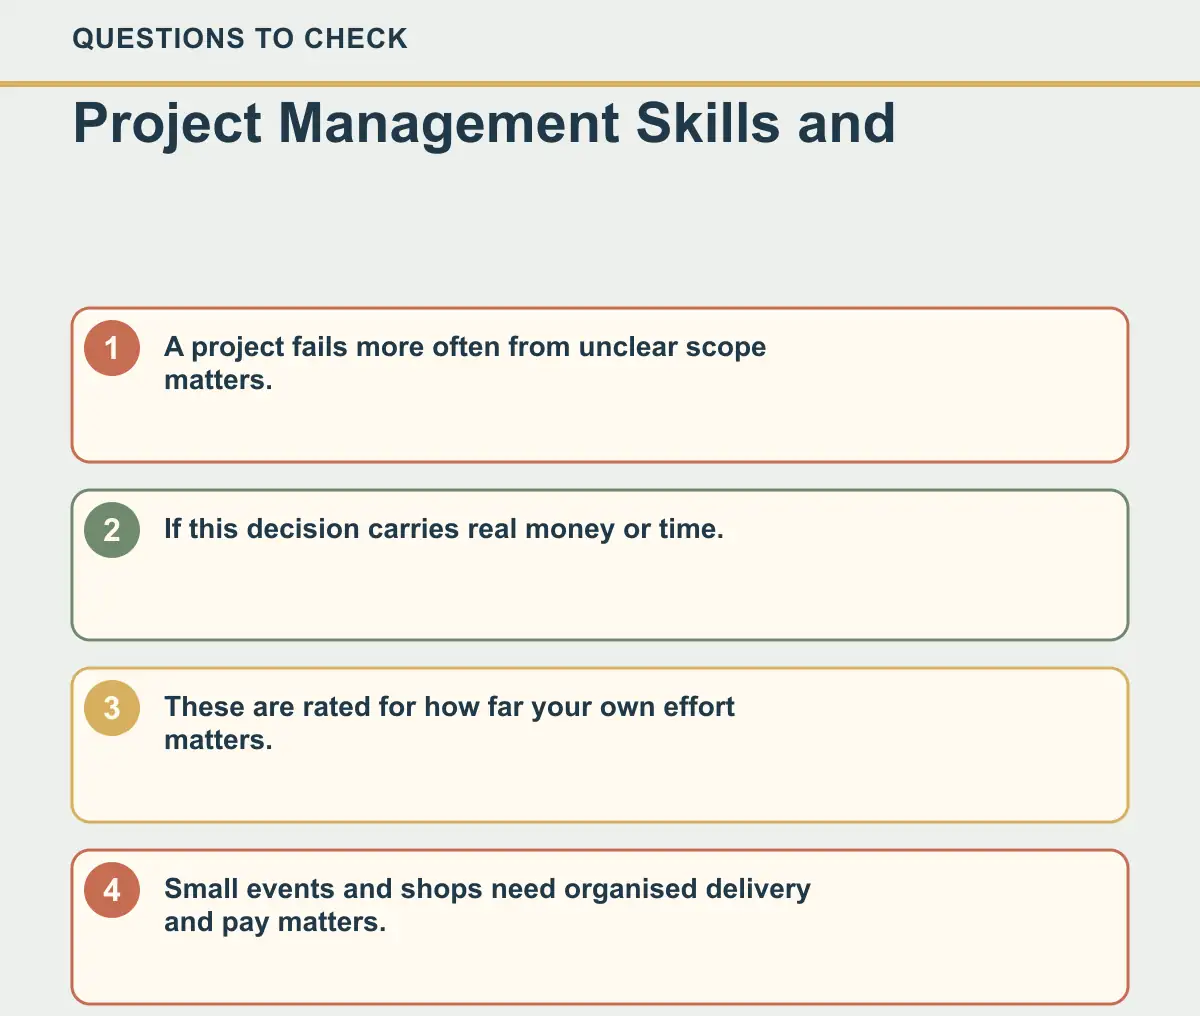 QUESTIONS TO CHECK
Project Management Skills and
1
A project fails more often from unclear scope
matters.
2
If this decision carries real money or time.
3
These are rated for how far your own effort
matters.
4
Small events and shops need organised delivery
and pay matters.